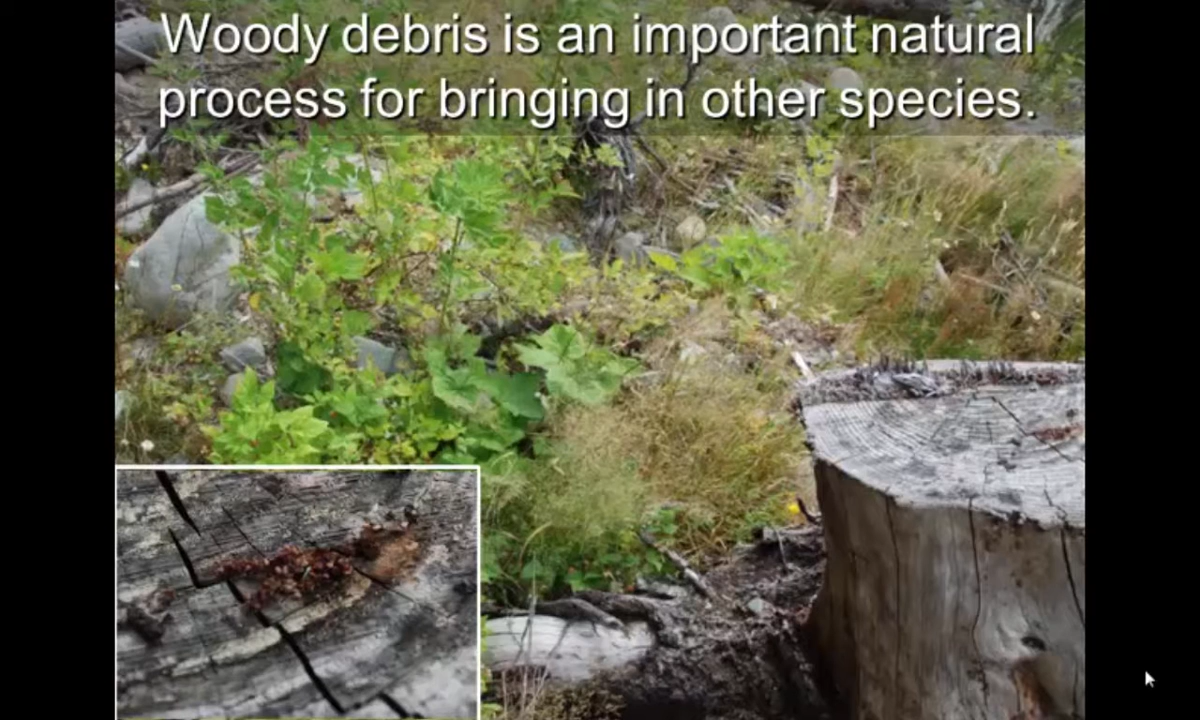 Woody debris is an important natural
process for bringing in other species.